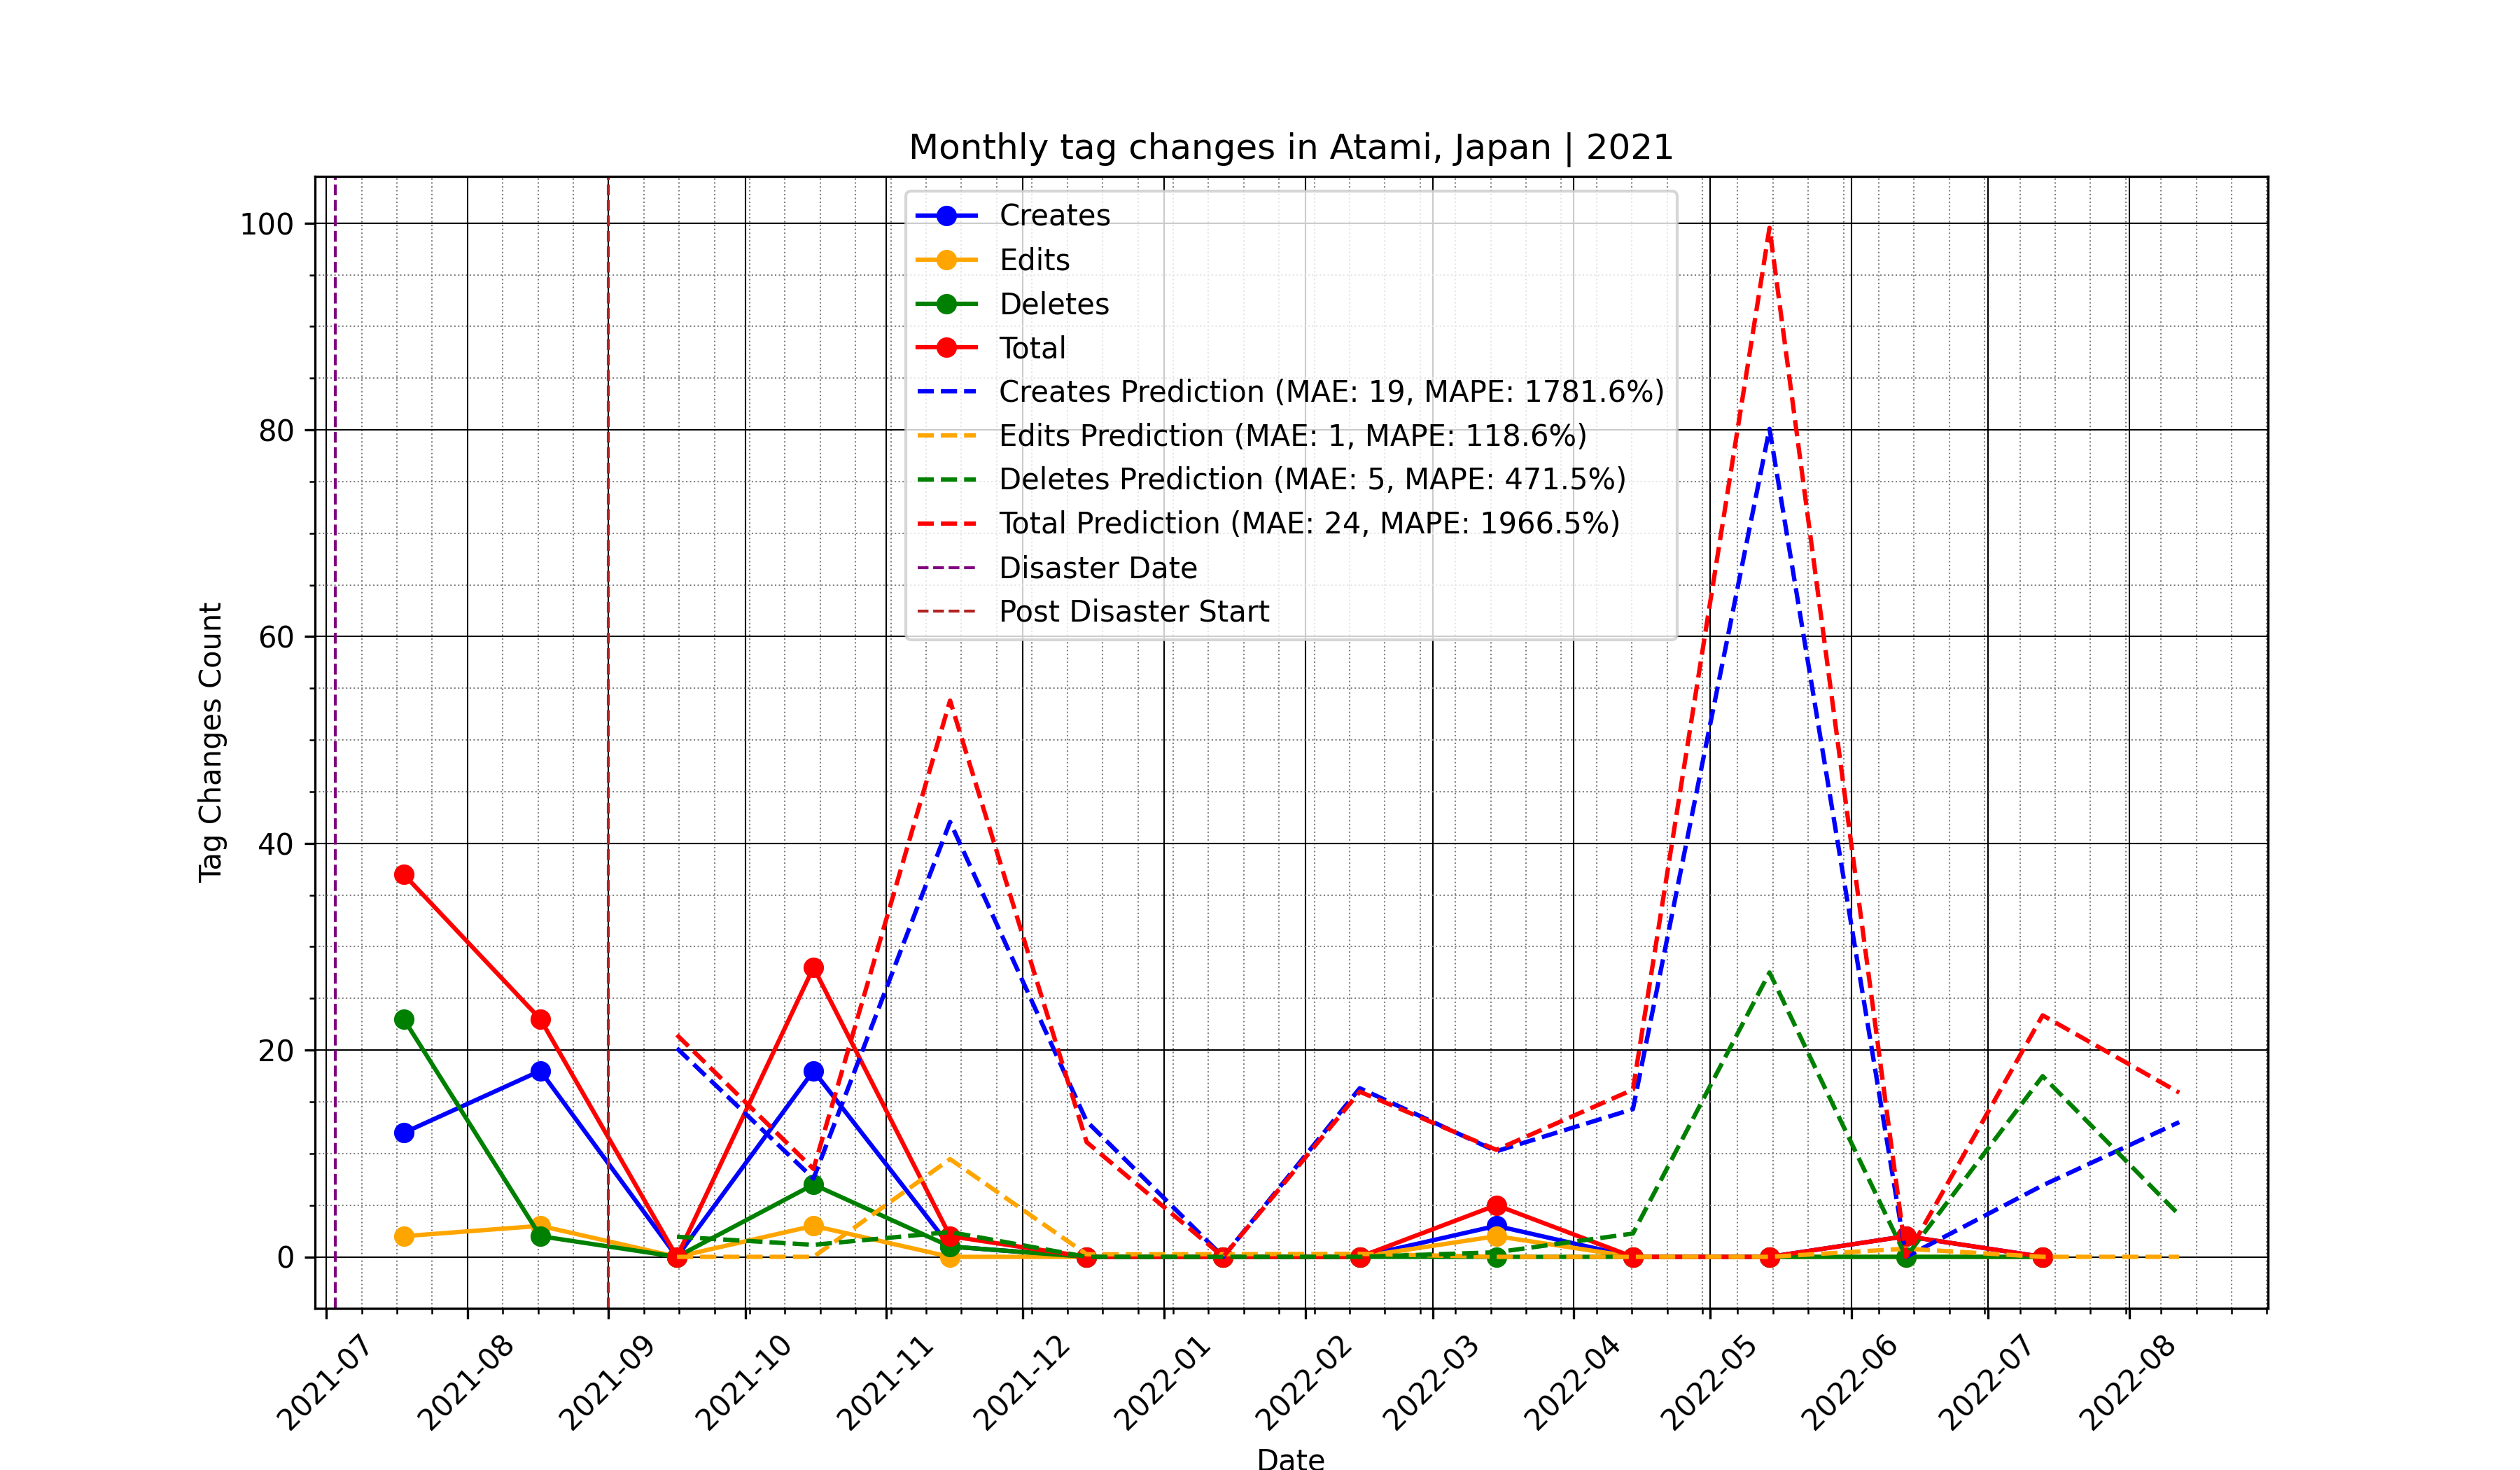 Monthly tag changes in Atami, Japan | 2021
Creates
Edits
Deletes
Total
Creates Prediction (MAE: 19, MAPE: 1781.6%)
Edits Prediction (MAE: 1, MAPE: 118.6%)
Deletes Prediction (MAE: 5, MAPE: 471.5%)
Total Prediction (MAE: 24, MAPE: 1966.5%)
Disaster Date
Post Disaster Start
Tag Changes Count
100
80
60
40
20
0
2021-07
2021-08
2021-09
2021-10
2021-11
2021-12
2022-01
2022-02
2022-03
2022-04
2022-05
2022-06
2022-07
2022-08
Date